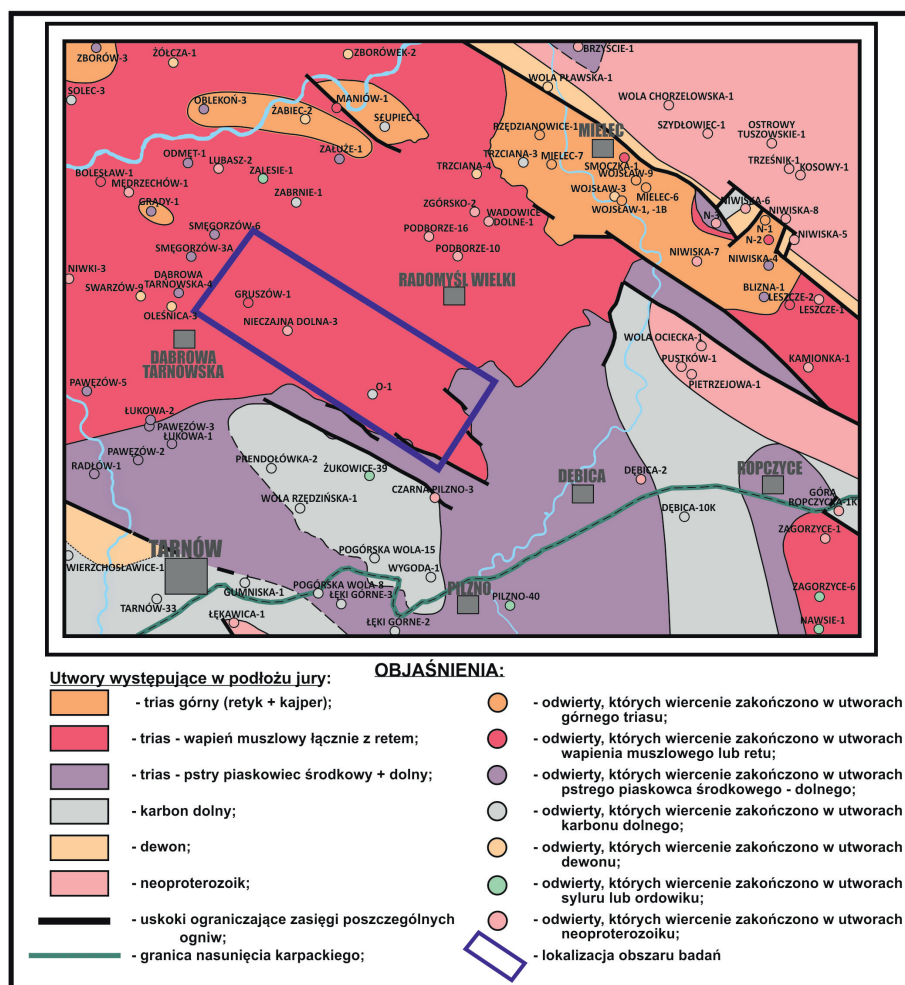 BRZYŚCIE-1
ZBORÓW-3
ŻÓŁCZA-1
ZBORÓWEK-2
WOLA PŁAWSKA-1
SOLEC-3
OBLEKOŃ-3
ŻABIEC-2
MANIÓW-1
SŁUPIEC-1
WOLA CHORZELOWSKA-1
RZĘDZIANOWICE-1
MIELEC
SZYDŁOWIEC-1
OSTROWY
TUSZOWSKIE-1
ODMĘT-1
LUBASZ-2
ZAŁUŻE-1
TRZCIANA-3
TRZCIANA-4
MIELEC-7
SMOCZKA-1
TRZEŚNIK-1
KOSOWY-1
BOLESŁAW-1
MĘDRZECHÓW-1
ZALESIE-1
ZABRNIE-1
WOJSŁAW-9
WOJSŁAW-3
MIELEC-6
WOJSŁAW-1, -1B
NIWISKA-6
GRĄDY-1
SMĘGORZÓW-6
ZGÓRSKO-2
WADOWICE
DOLNE-1
N-3
N-1
N-2
NIWISKA-8
NIWISKA-5
PODBORZE-16
PODBORZE-10
SMĘGORZÓW-3A
NIWISKA-7
NIWISKA-4
NIWKI-3
DĄBROWA
TARNOWSKA-4
SWARZÓW-9
OLEŚNICA-3
GRUSZÓW-1
RADOMYŚL WIELKI
BLIZNA-1
LESZCZE-2
LESZCZE-1
NIECZAJNA DOLNA-3
DĄBROWA
TARNOWSKA
WOLA OCIECKA-1
PUSTKÓW-1
PIETRZEJOWA-1
KAMIONKA-1
PAWĘZÓW-5
O-1
ŁUKOWA-2
PAWĘZÓW-3
ŁUKOWA-1
PAWĘZÓW-2
RADŁÓW-1
PRENDOŁÓWKA-2
ŻUKOWICE-39
CZARNA PILZNO-3
WOLA RZĘDZIŃSKA-1
DĘBICA
DĘBICA-2
ROPCZYCE
GÓRA
ROPCZYCKA-1K
DĘBICA-10K
ZAGORZYCE-1
TARNÓW
WIERZCHOSŁAWICE-1
POGÓRSKA WOLA-15
WYGODA-1
GUMNISKA-1
POGÓRSKA WOLA-8
ŁĘKI GÓRNE-3
PILZNO
PILZNO-40
ZAGORZYCE-6
TARNÓW-33
ŁĘKAWICA-1
ŁĘKI GÓRNE-2
NAWSIE-1
OBJAŚNIENIA:
Utwory występujące w podłożu jury:
- trias górny (retyk + kajper);
- trias - wapień muszlowy łącznie z retem;
- trias - pstry piaskowiec środkowy + dolny;
- karbon dolny;
- dewon;
- neoproterozoik;
- uskoki ograniczające zasięgi poszczególnych
ogniw;
- granica nasunięcia karpackiego;
- odwierty, których wiercenie zakończono w utworach
górnego triasu;
- odwierty, których wiercenie zakończono w utworach
wapienia muszlowego lub retu;
- odwierty, których wiercenie zakończono w utworach
pstrego piaskowca środkowego - dolnego;
- odwierty, których wiercenie zakończono w utworach
karbonu dolnego;
- odwierty, których wiercenie zakończono w utworach
dewonu;
- odwierty, których wiercenie zakończono w utworach
syluru lub ordowiku;
- odwierty, których wiercenie zakończono w utworach
neoproterozoiku;
- lokalizacja obszaru badań